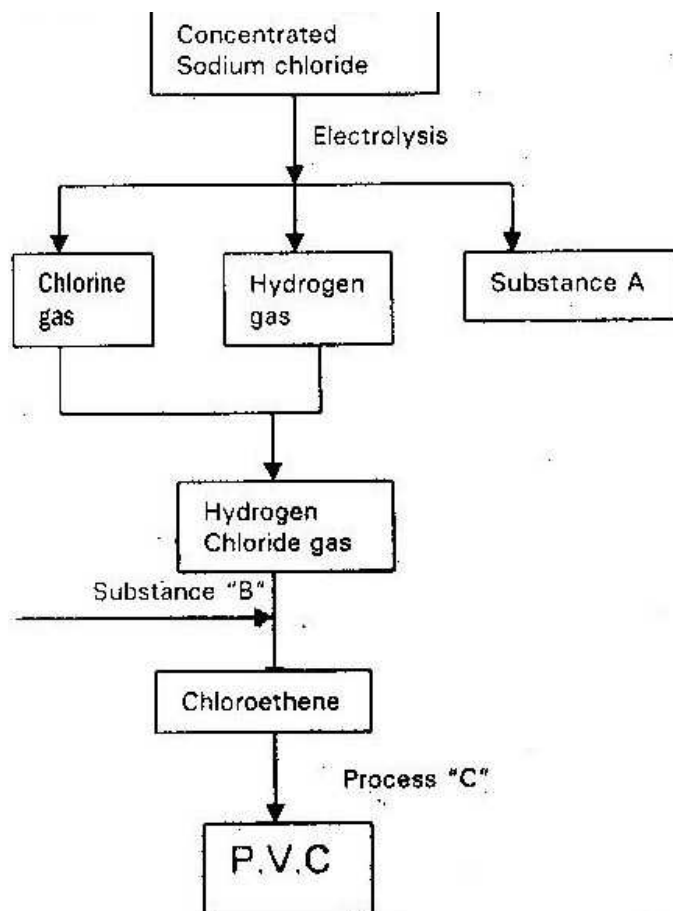 Concentrated
Sodium chloride
Electrolysis
Chlorine
gas
Hydrogen
gas
Substance A
Hydrogen
Chloride gas
Substance "B"
Chloroethene
Process "C"
P.V.C